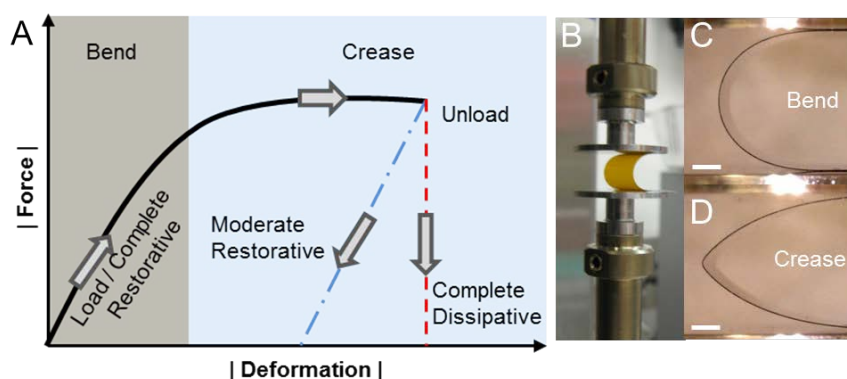 A
Bend
Crease
Unload
Load / Complete
Restorative
Moderate
Restorative
Complete
Dissipative
| Force |
| Deformation |
B
C
Bend
D
Crease